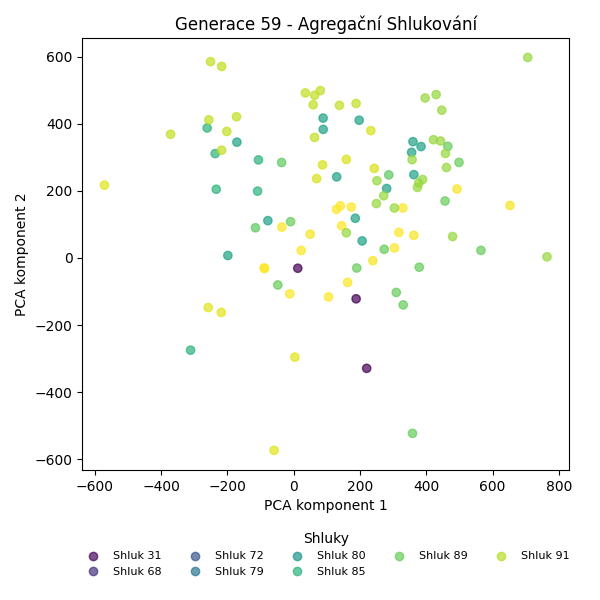 Generace 59 - Agregační Shlukování
PCA komponent 2
600
400
200
0
−200
−400
−600
−600 −400 −200 0 200 400 600
PCA komponent 1
Shluky
Shluk 31 Shluk 72 Shluk 80 Shluk 89 Shluk 91
Shluk 68 Shluk 79 Shluk 85